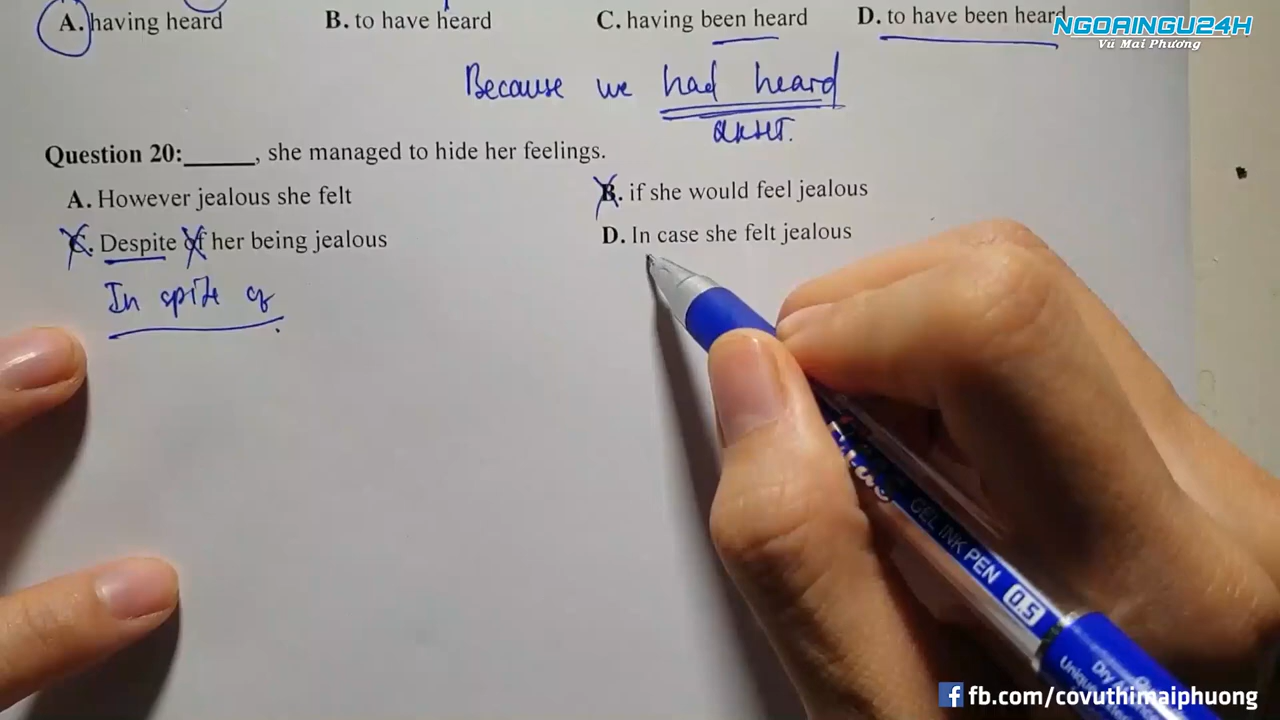 A. having heard B. to have heard C. having been heard D. to have been heard
NGOAINGU24H
Vũ Mai Phương
Because we had heard
Question 20:______, she managed to hide her feelings.
A. However jealous she felt B. if she would feel jealous
C. Despite of her being jealous D. In case she felt jealous
In spite of
GEL INK PEN 0.5
fb.com/covuthimaiphuong